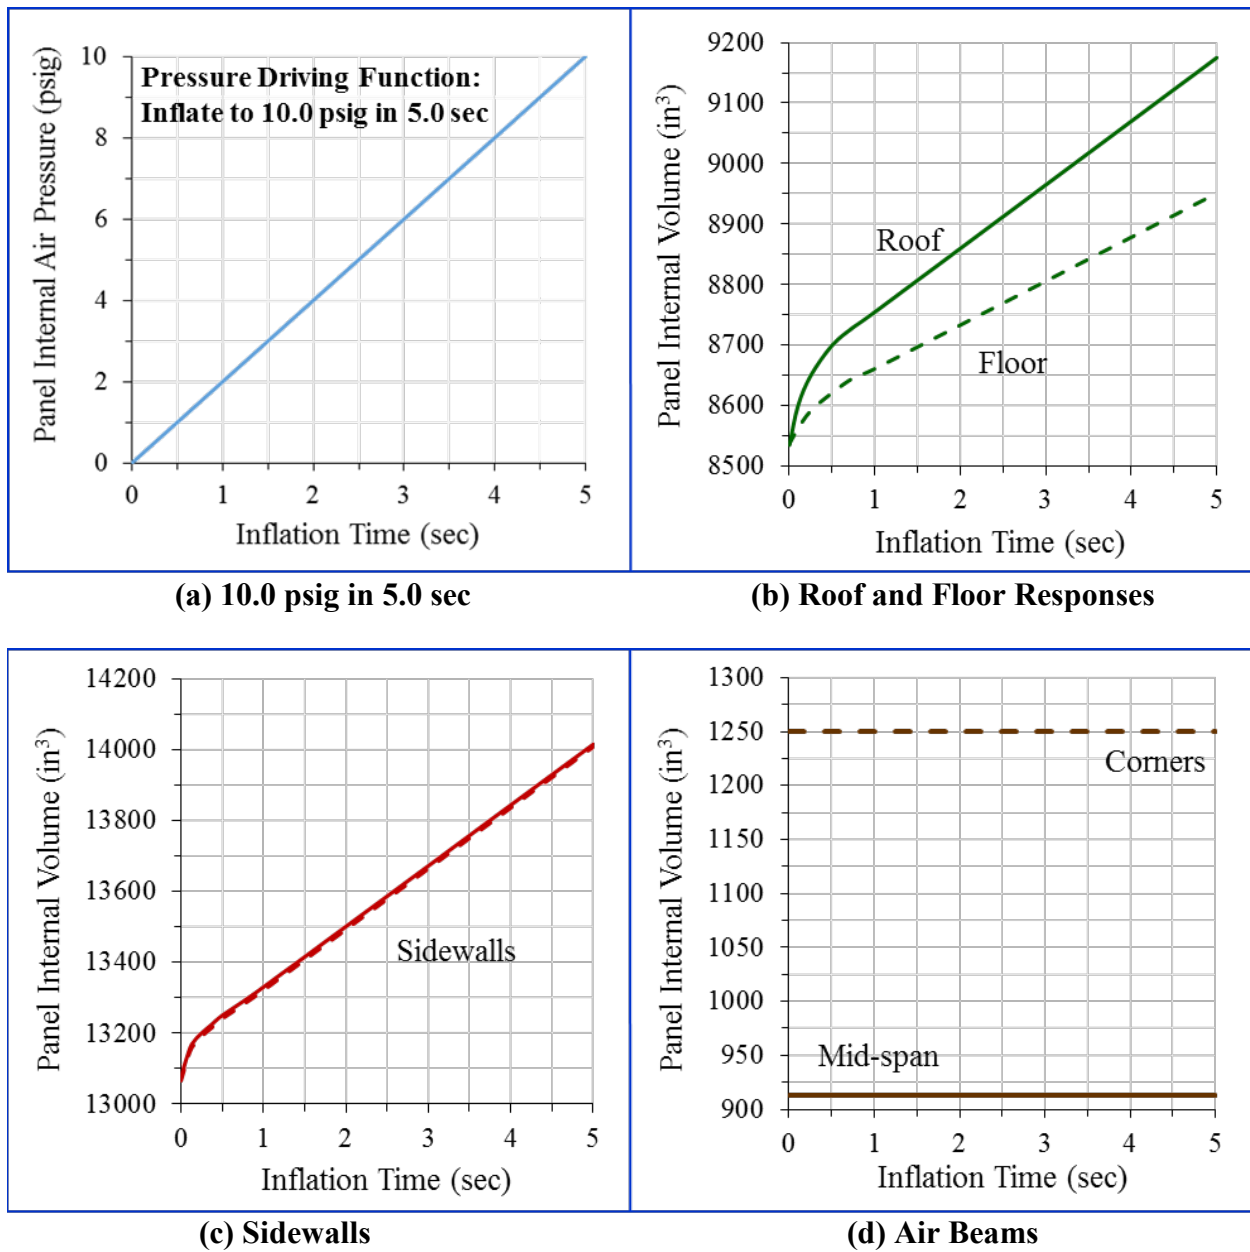 Panel Internal Air Pressure (psig)
10
8
6
4
2
0
Pressure Driving Function:
Inflate to 10.0 psig in 5.0 sec
0 1 2 3 4 5
Inflation Time (sec)
(a) 10.0 psig in 5.0 sec
Panel Internal Volume (in³)
9200
9100
9000
8900
8800
8700
8600
8500
Roof
Floor
0 1 2 3 4 5
Inflation Time (sec)
(b) Roof and Floor Responses
Panel Internal Volume (in³)
14200
14000
13800
13600
13400
13200
13000
Sidewalls
0 1 2 3 4 5
Inflation Time (sec)
(c) Sidewalls
Panel Internal Volume (in³)
1300
1250
1200
1150
1100
1050
1000
950
900
Corners
Mid-span
0 1 2 3 4 5
Inflation Time (sec)
(d) Air Beams